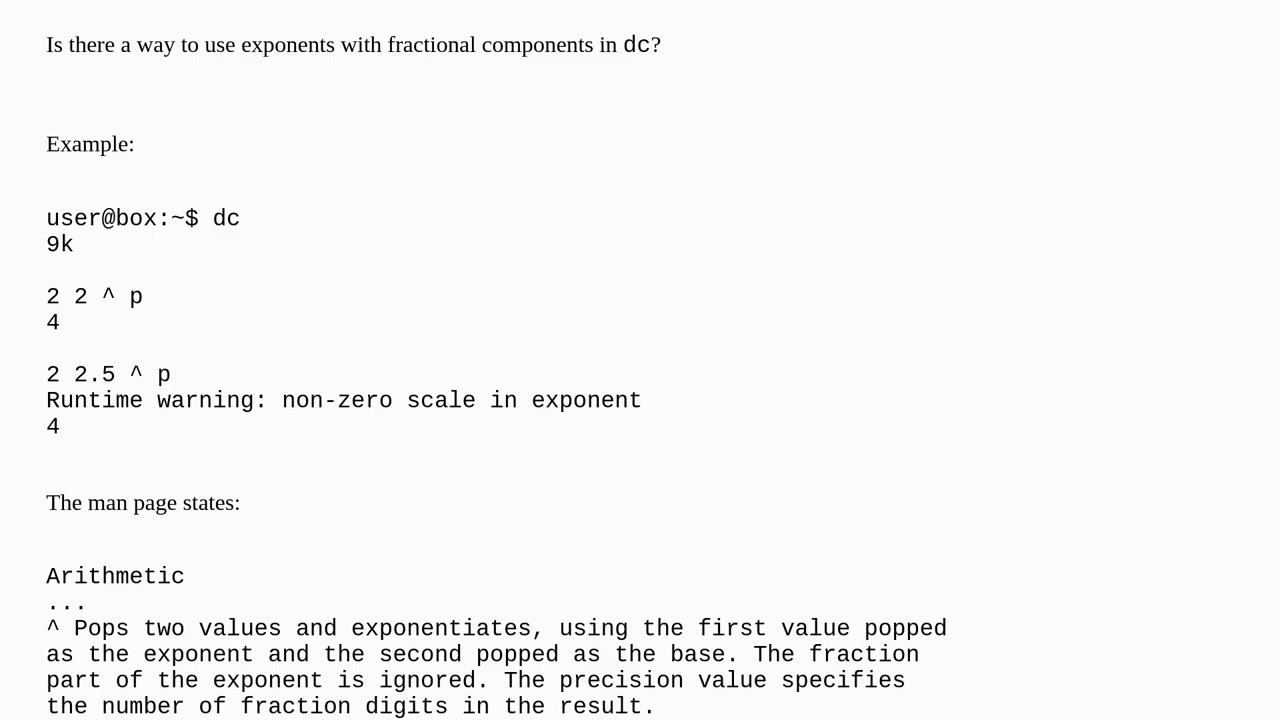 Is there a way to use exponents with fractional components in dc?
Example:
user@box:~$ dc
9k
2 2 ^ p
4
2 2.5 ^ p
Runtime warning: non-zero scale in exponent
4
The man page states:
Arithmetic
...
^ Pops two values and exponentiates, using the first value popped
as the exponent and the second popped as the base. The fraction
part of the exponent is ignored. The precision value specifies
the number of fraction digits in the result.